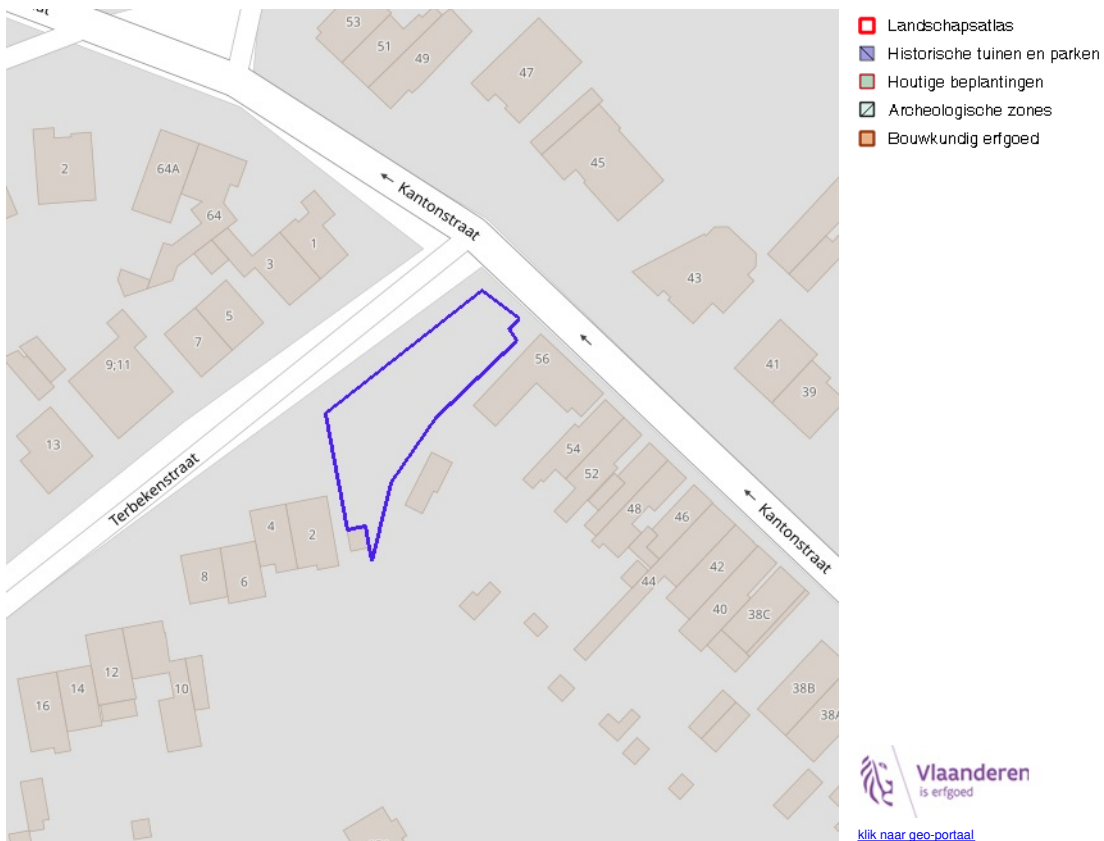 53
51
49
47
45
2
64A
64
1
3
5
7
9;11
13
← Kantonstraat
43
41
39
56
54
52
48
46
44
42
40
38C
38B
38A
← Kantonstraat
Terbekenstraat
4
2
8
6
12
14
16
10
Landschapsatlas
Historische tuinen en parken
Houtige beplantingen
Archeologische zones
Bouwkundig erfgoed
Vlaanderen
is erfgoed
klik naar geo-portaal